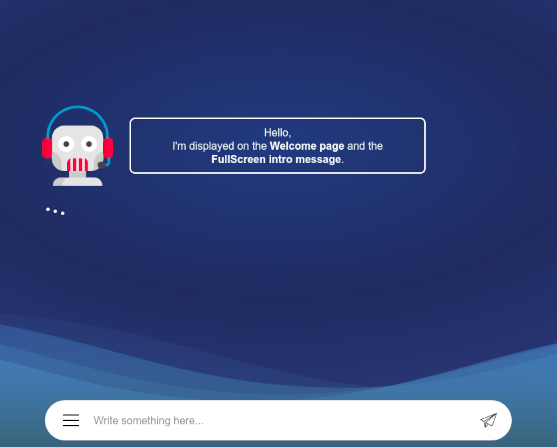 Hello,
I'm displayed on the Welcome page and the
FullScreen intro message.
Write something here...